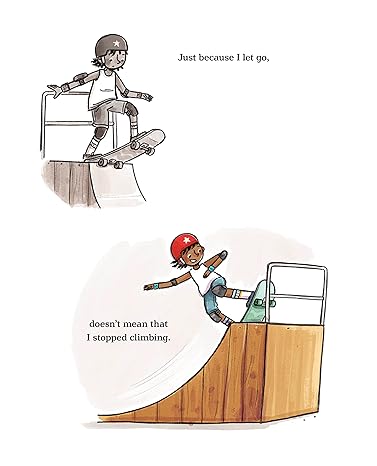 Just because I let go,
doesn't mean that
I stopped climbing.